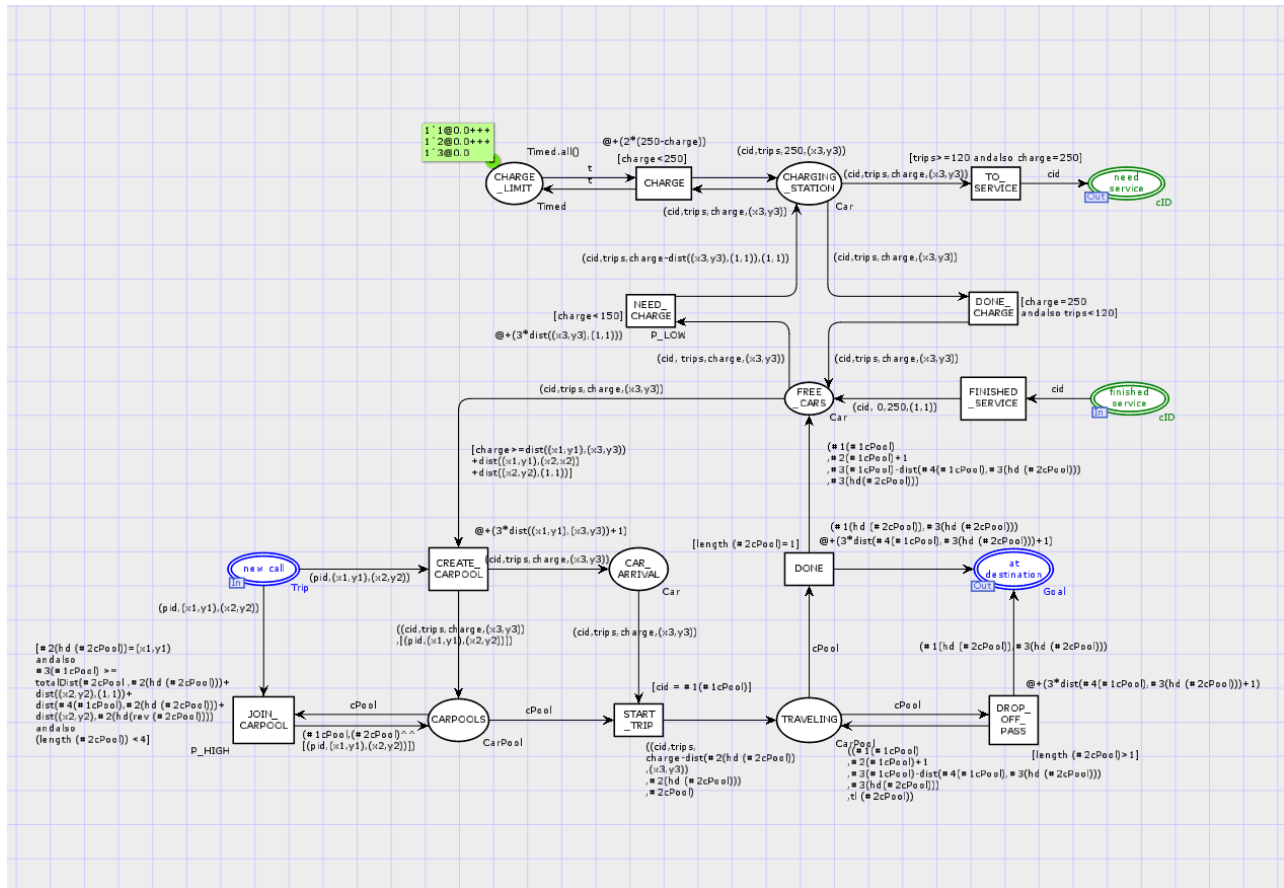 1`1@0.0+++
1`2@0.0+++
1`3@0.0
Timed.all()
CHARGE
_LIMIT
Timed
t
t
@+(2*(250-charge))
[charge<250]
CHARGE
(cid,trips,250,(x3,y3))
(cid,trips,charge,(x3,y3))
CHARGING
_STATION
Car
[trips>=120 andalso charge=250]
(cid,trips,charge,(x3,y3))
TO_
SERVICE
cid
need
service
Out
cID
(cid,trips,charge-dist((x3,y3),(1,1)),(1,1))
(cid,trips,charge,(x3,y3))
NEED_
CHARGE
[charge<150]
P_LOW
@+(3*dist((x3,y3),(1,1)))
DONE_
CHARGE
[charge=250
andalso trips<120]
(cid, trips,charge,(x3,y3))
(cid,trips,charge,(x3,y3))
(cid,trips,charge,(x3,y3))
FREE
_CARS
Car
(cid, 0,250,(1,1))
FINISHED
_SERVICE
cid
finished
service
In
cID
[charge>=dist((x1,y1),(x3,y3))
+dist((x1,y1),(x2,x2))
+dist((x2,y2),(1,1))]
(#1(#1cPool)
,#2(#1cPool)+1
,#3(#1cPool)-dist(#4(#1cPool),#3(hd (#2cPool)))
,#3(hd(#2cPool)))
@+(3*dist((x1,y1),(x3,y3))+1)
(#1(hd (#2cPool)),#3(hd (#2cPool)))
@+(3*dist(#4(#1cPool),#3(hd (#2cPool)))+1)
[length (#2cPool)=1]
new call
In
Trip
(pid,(x1,y1),(x2,y2))
CREATE_
CARPOOL
(cid,trips,charge,(x3,y3))
CAR_
ARRIVAL
Car
DONE
at
destination
Out
Goal
(pid,(x1,y1),(x2,y2))
((cid,trips,charge,(x3,y3))
,[(pid,(x1,y1),(x2,y2))])
(cid,trips,charge,(x3,y3))
cPool
(#1(hd (#2cPool)),#3(hd (#2cPool)))
[#2(hd (#2cPool))=(x1,y1)
andalso
#3(#1cPool) >=
totalDist(#2cPool ,#2(hd (#2cPool)))+
dist((x2,y2),(1,1))+
dist(#4(#1cPool),#2(hd (#2cPool)))+
dist((x2,y2),#2(hd(rev (#2cPool))))
andalso
(length (#2cPool)) <4]
JOIN_
CARPOOL
P_HIGH
cPool
(#1cPool,(#2cPool)^^
[(pid,(x1,y1),(x2,y2))])
CARPOOLS
CarPool
cPool
[cid = #1(#1cPool)]
START
_TRIP
((cid,trips,
charge-dist(#2(hd (#2cPool))
,(x3,y3))
,#2(hd (#2cPool)))
,#2cPool)
TRAVELING
CarPool
cPool
@+(3*dist(#4(#1cPool),#3(hd (#2cPool)))+1)
DROP_
OFF_
PASS
[length (#2cPool)>1]
((#1(#1cPool)
,#2(#1cPool)+1
,#3(#1cPool)-dist(#4(#1cPool),#3(hd (#2cPool)))
,#3(hd(#2cPool)))
,tl (#2cPool))